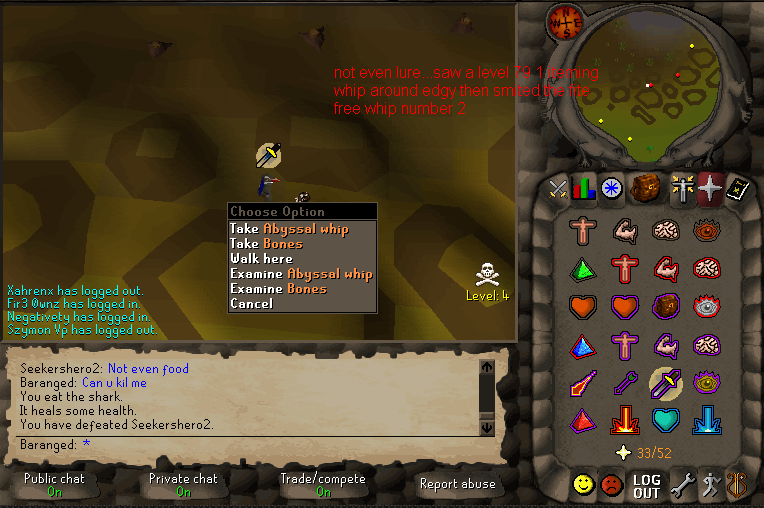 N
W
E
S
not even lure...saw a level 79 1
whip around edgy then
free whip number 2
Choose Option
Take Abyssal whip
Take Bones
Walk here
Examine Abyssal whip
Examine Bones
Cancel
Level: 4
Xahrenx has logged out.
Fir3 0wnz has logged in.
Negativety has logged in.
Szymon Vp has logged out.
Seekershero2: Not even food
Baranged: Can u kil me
You eat the shark.
It heals some health.
You have defeated Seekershero2.
Baranged: *
33/52
Public chat
On
Private chat
On
Trade/compete
On
Report abuse
LOG
OUT